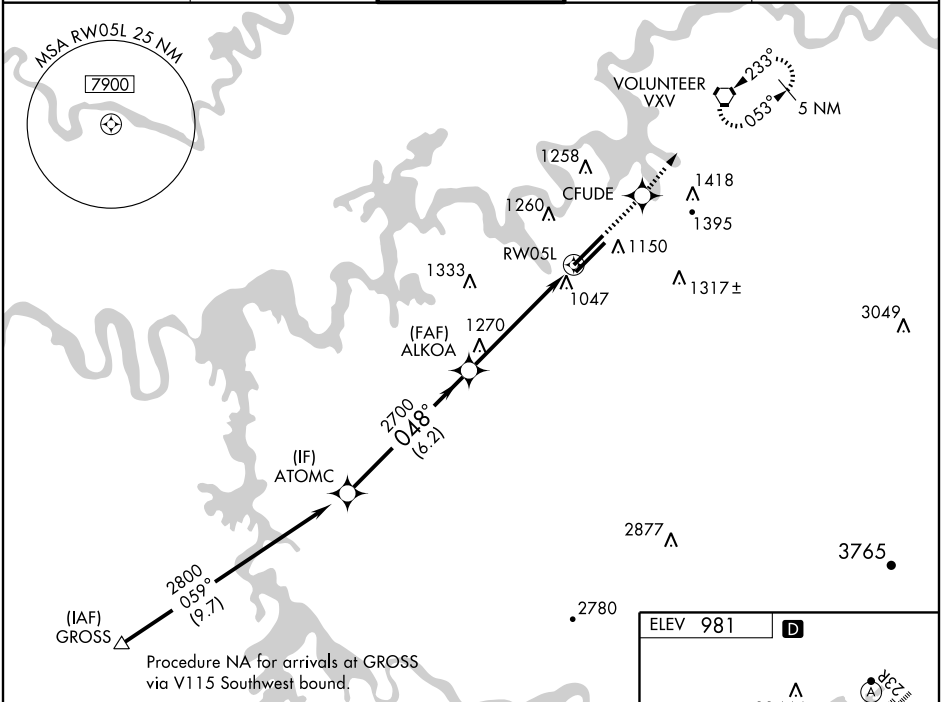 MSA RW05L 25 NM
7900
VOLUNTEER
VXV
233°
053°
5 NM
1258
CFUDE
1418
1395
1260
RW05L
1150
1333
1047
1317±
3049
(FAF)
ALKOA
1270
2700
048°
(6.2)
(IF)
ATOMC
2877
3765
2800
059°
(9.7)
(IAF)
GROSS
2780
Procedure NA for arrivals at GROSS
via V115 Southwest bound.
ELEV 981
D
A
23R